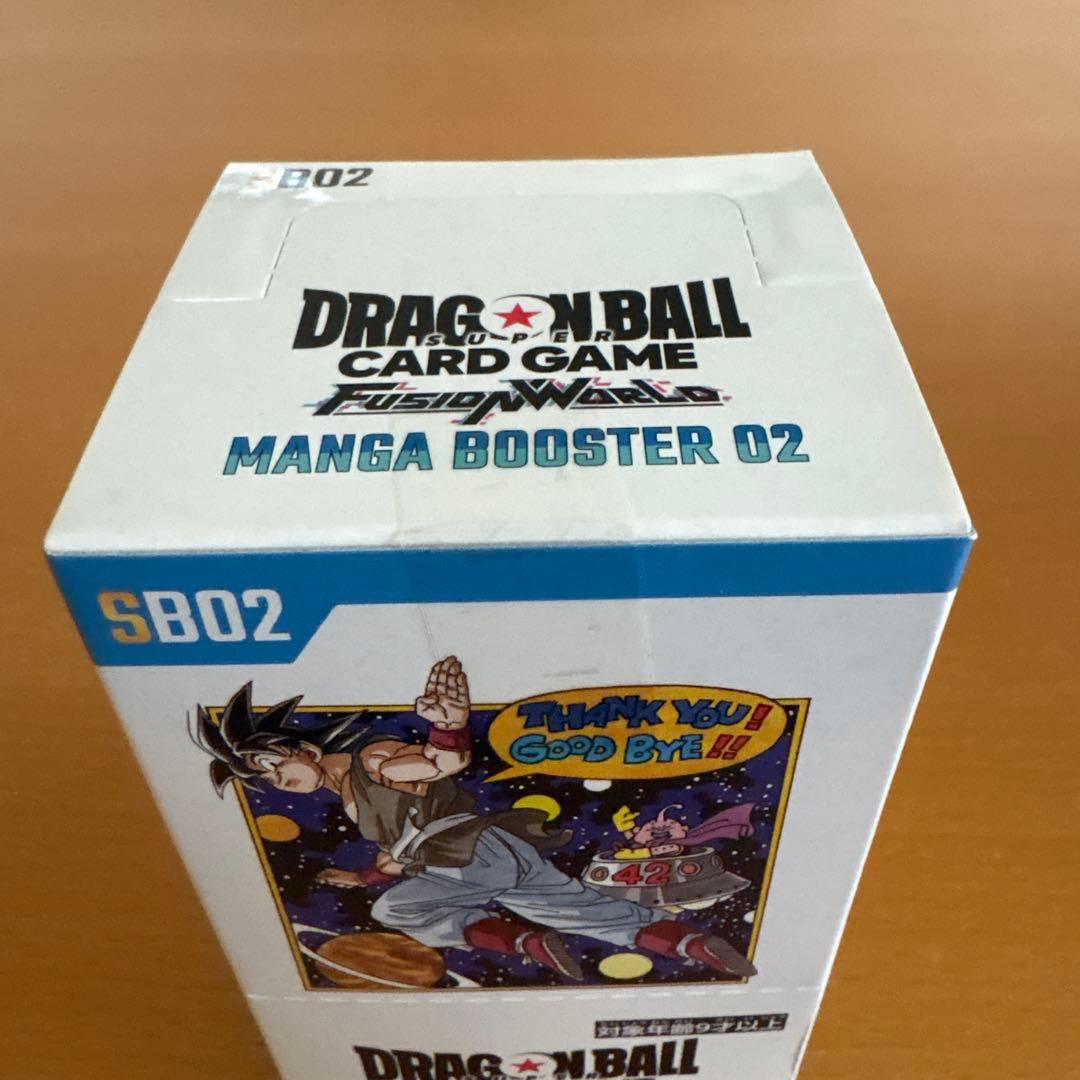 SB02
DRAGON BALL
SUPER
CARD GAME
FUSION WORLD
MANGA BOOSTER 02
SB02
THANK YOU!
GOOD BYE!!
42
対象年齢9才以上
DRAGON BALL
SUPER